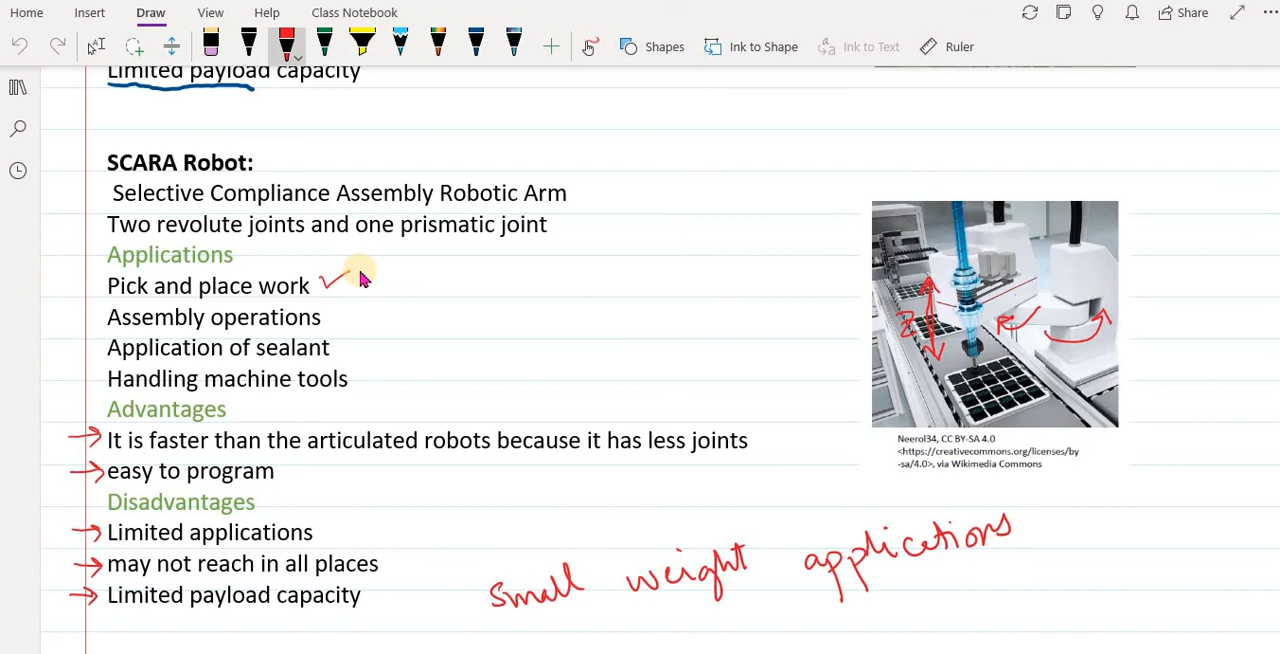 Home Insert Draw View Help Class Notebook Share
Shapes Ink to Shape Ink to Text Ruler
Limited payload capacity
SCARA Robot:
Selective Compliance Assembly Robotic Arm
Two revolute joints and one prismatic joint
Applications
Pick and place work
Assembly operations
Application of sealant
Handling machine tools
Advantages
It is faster than the articulated robots because it has less joints
easy to program
Disadvantages
Limited applications
may not reach in all places
Limited payload capacity
Z
Neerol34, CC BY-SA 4.0
<https://creativecommons.org/licenses/by
-sa/4.0>, via Wikimedia Commons
Small weight applications